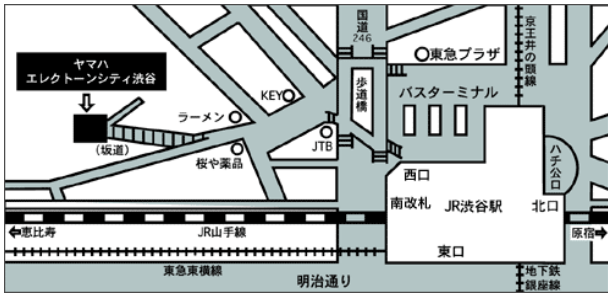 国道
246
京王井の頭線
ヤマハ
エレクトーンシティ渋谷
東急プラザ
歩道橋
KEY
バスターミナル
ラーメン
(坂道)
JTB
桜や薬品
ハチ公口
西口
南改札
JR渋谷駅
北口
←恵比寿
JR山手線
原宿→
東口
東急東横線
明治通り
地下鉄
銀座線